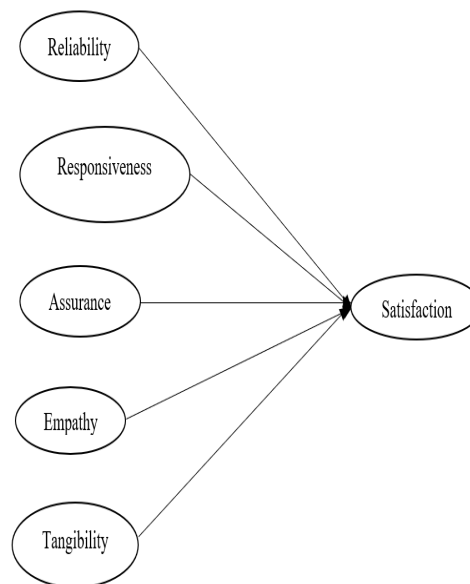 Reliability
Responsiveness
Assurance
Satisfaction
Empathy
Tangibility